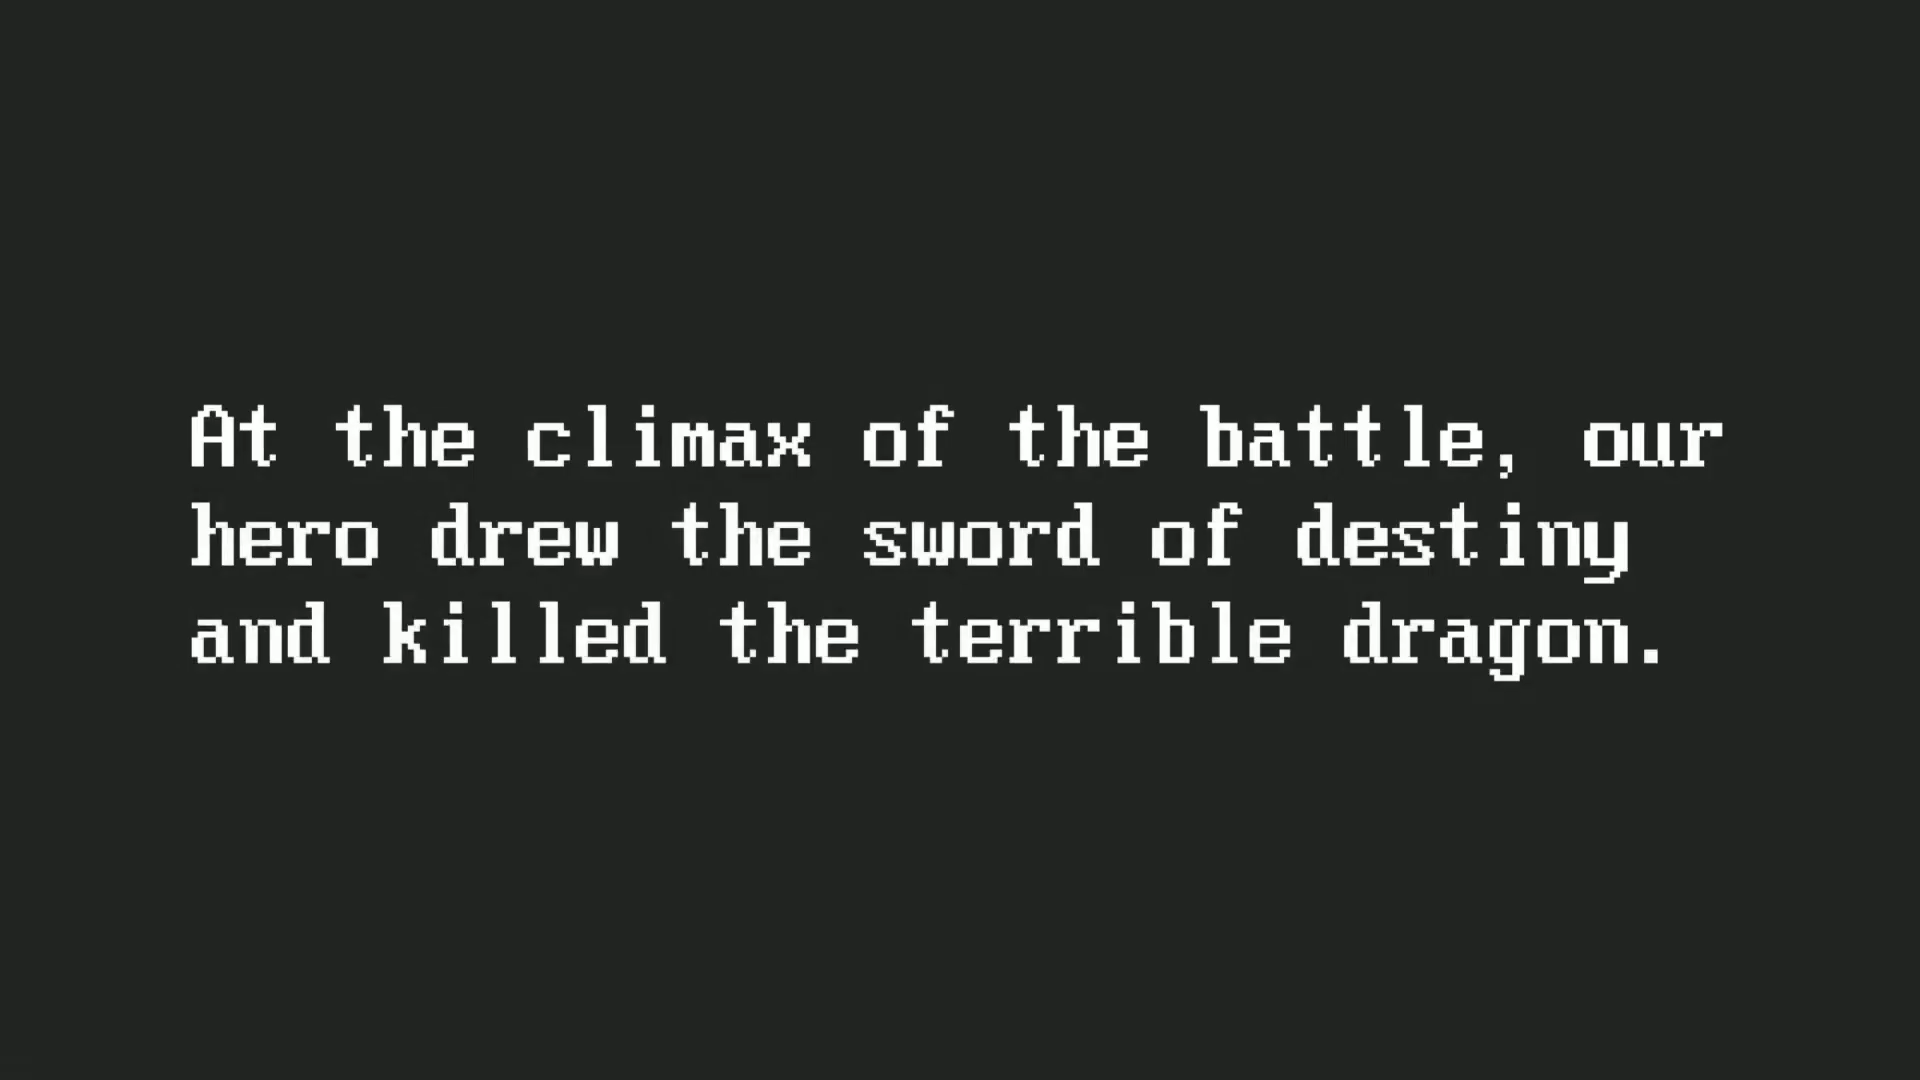 At the climax of the battle, our
hero drew the sword of destiny
and killed the terrible dragon.